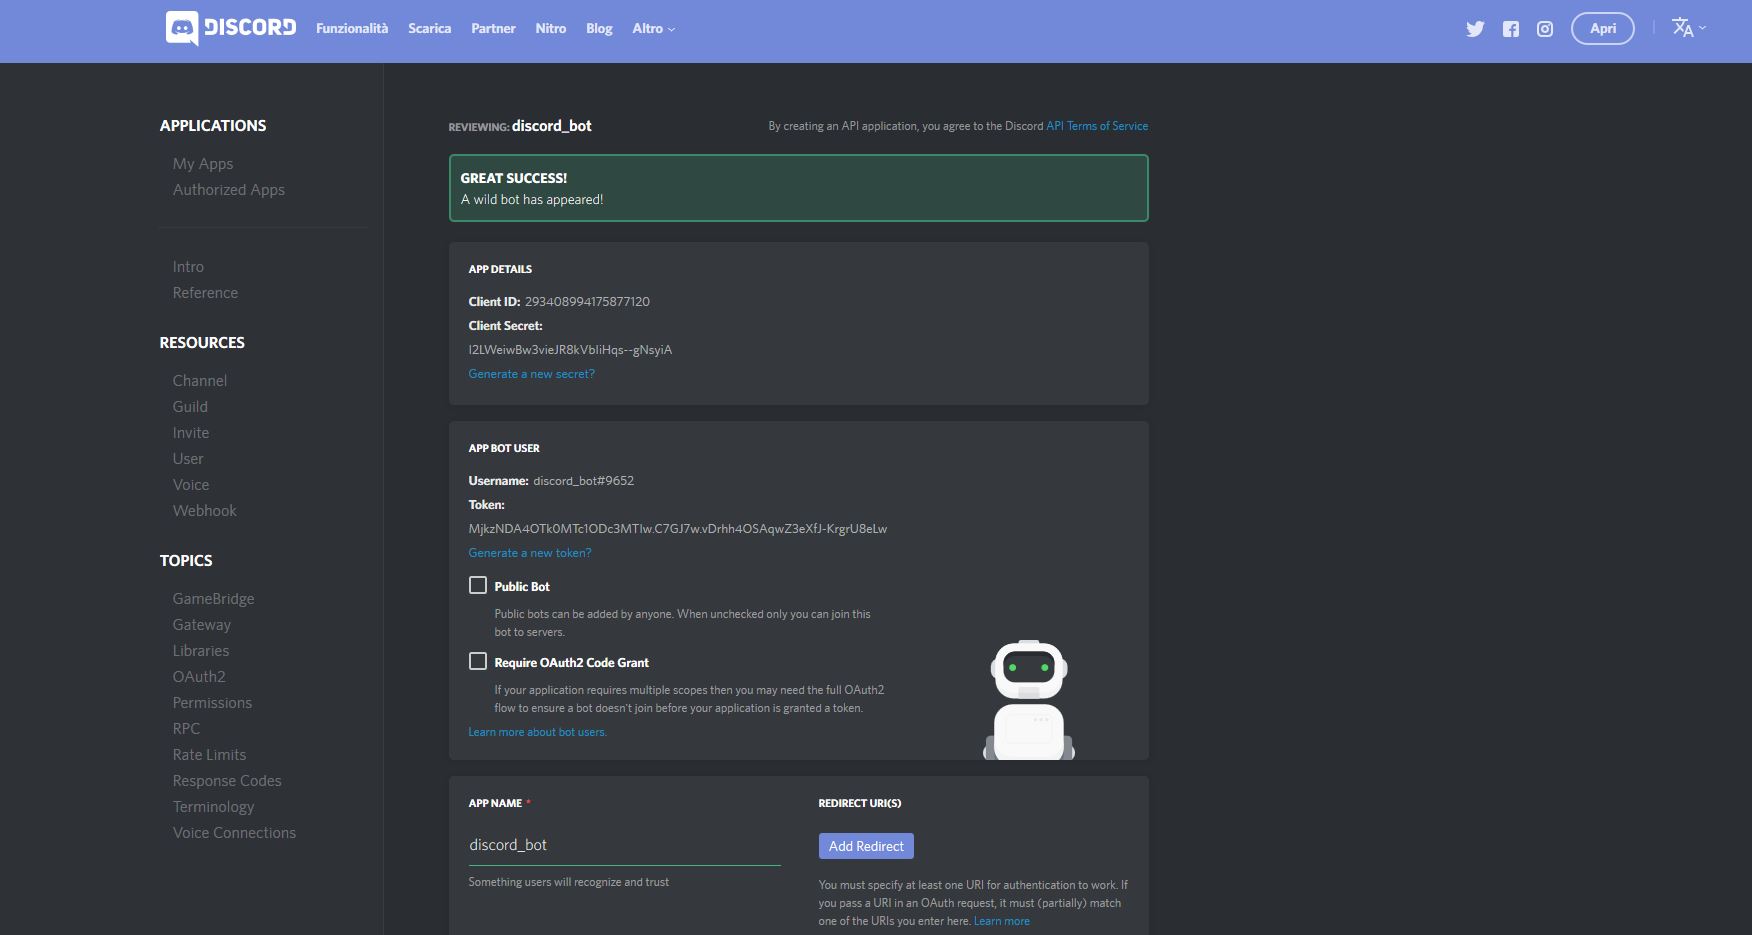 DISCORD Funzionalità Scarica Partner Nitro Blog Altro Apri
APPLICATIONS
My Apps
Authorized Apps
Intro
Reference
RESOURCES
Channel
Guild
Invite
User
Voice
Webhook
TOPICS
GameBridge
Gateway
Libraries
OAuth2
Permissions
RPC
Rate Limits
Response Codes
Terminology
Voice Connections
REVIEWING: discord_bot
By creating an API application, you agree to the Discord API Terms of Service
GREAT SUCCESS!
A wild bot has appeared!
APP DETAILS
Client ID: 293408994175877120
Client Secret:
I2LWeiwBw3vieJR8kVbIiHqs--gNsyiA
Generate a new secret?
APP BOT USER
Username: discord_bot#9652
Token:
MjkzNDA4OTk0MTc1ODc3MTIw.C7GJ7w.vDrhh4OSAqwZ3eXfJ-KrgrU8eLw
Generate a new token?
Public Bot
Public bots can be added by anyone. When unchecked only you can join this
bot to servers.
Require OAuth2 Code Grant
If your application requires multiple scopes then you may need the full OAuth2
flow to ensure a bot doesn't join before your application is granted a token.
Learn more about bot users.
APP NAME *
discord_bot
Something users will recognize and trust
REDIRECT URI(S)
Add Redirect
You must specify at least one URI for authentication to work. If
you pass a URI in an OAuth request, it must (partially) match
one of the URIs you enter here. Learn more